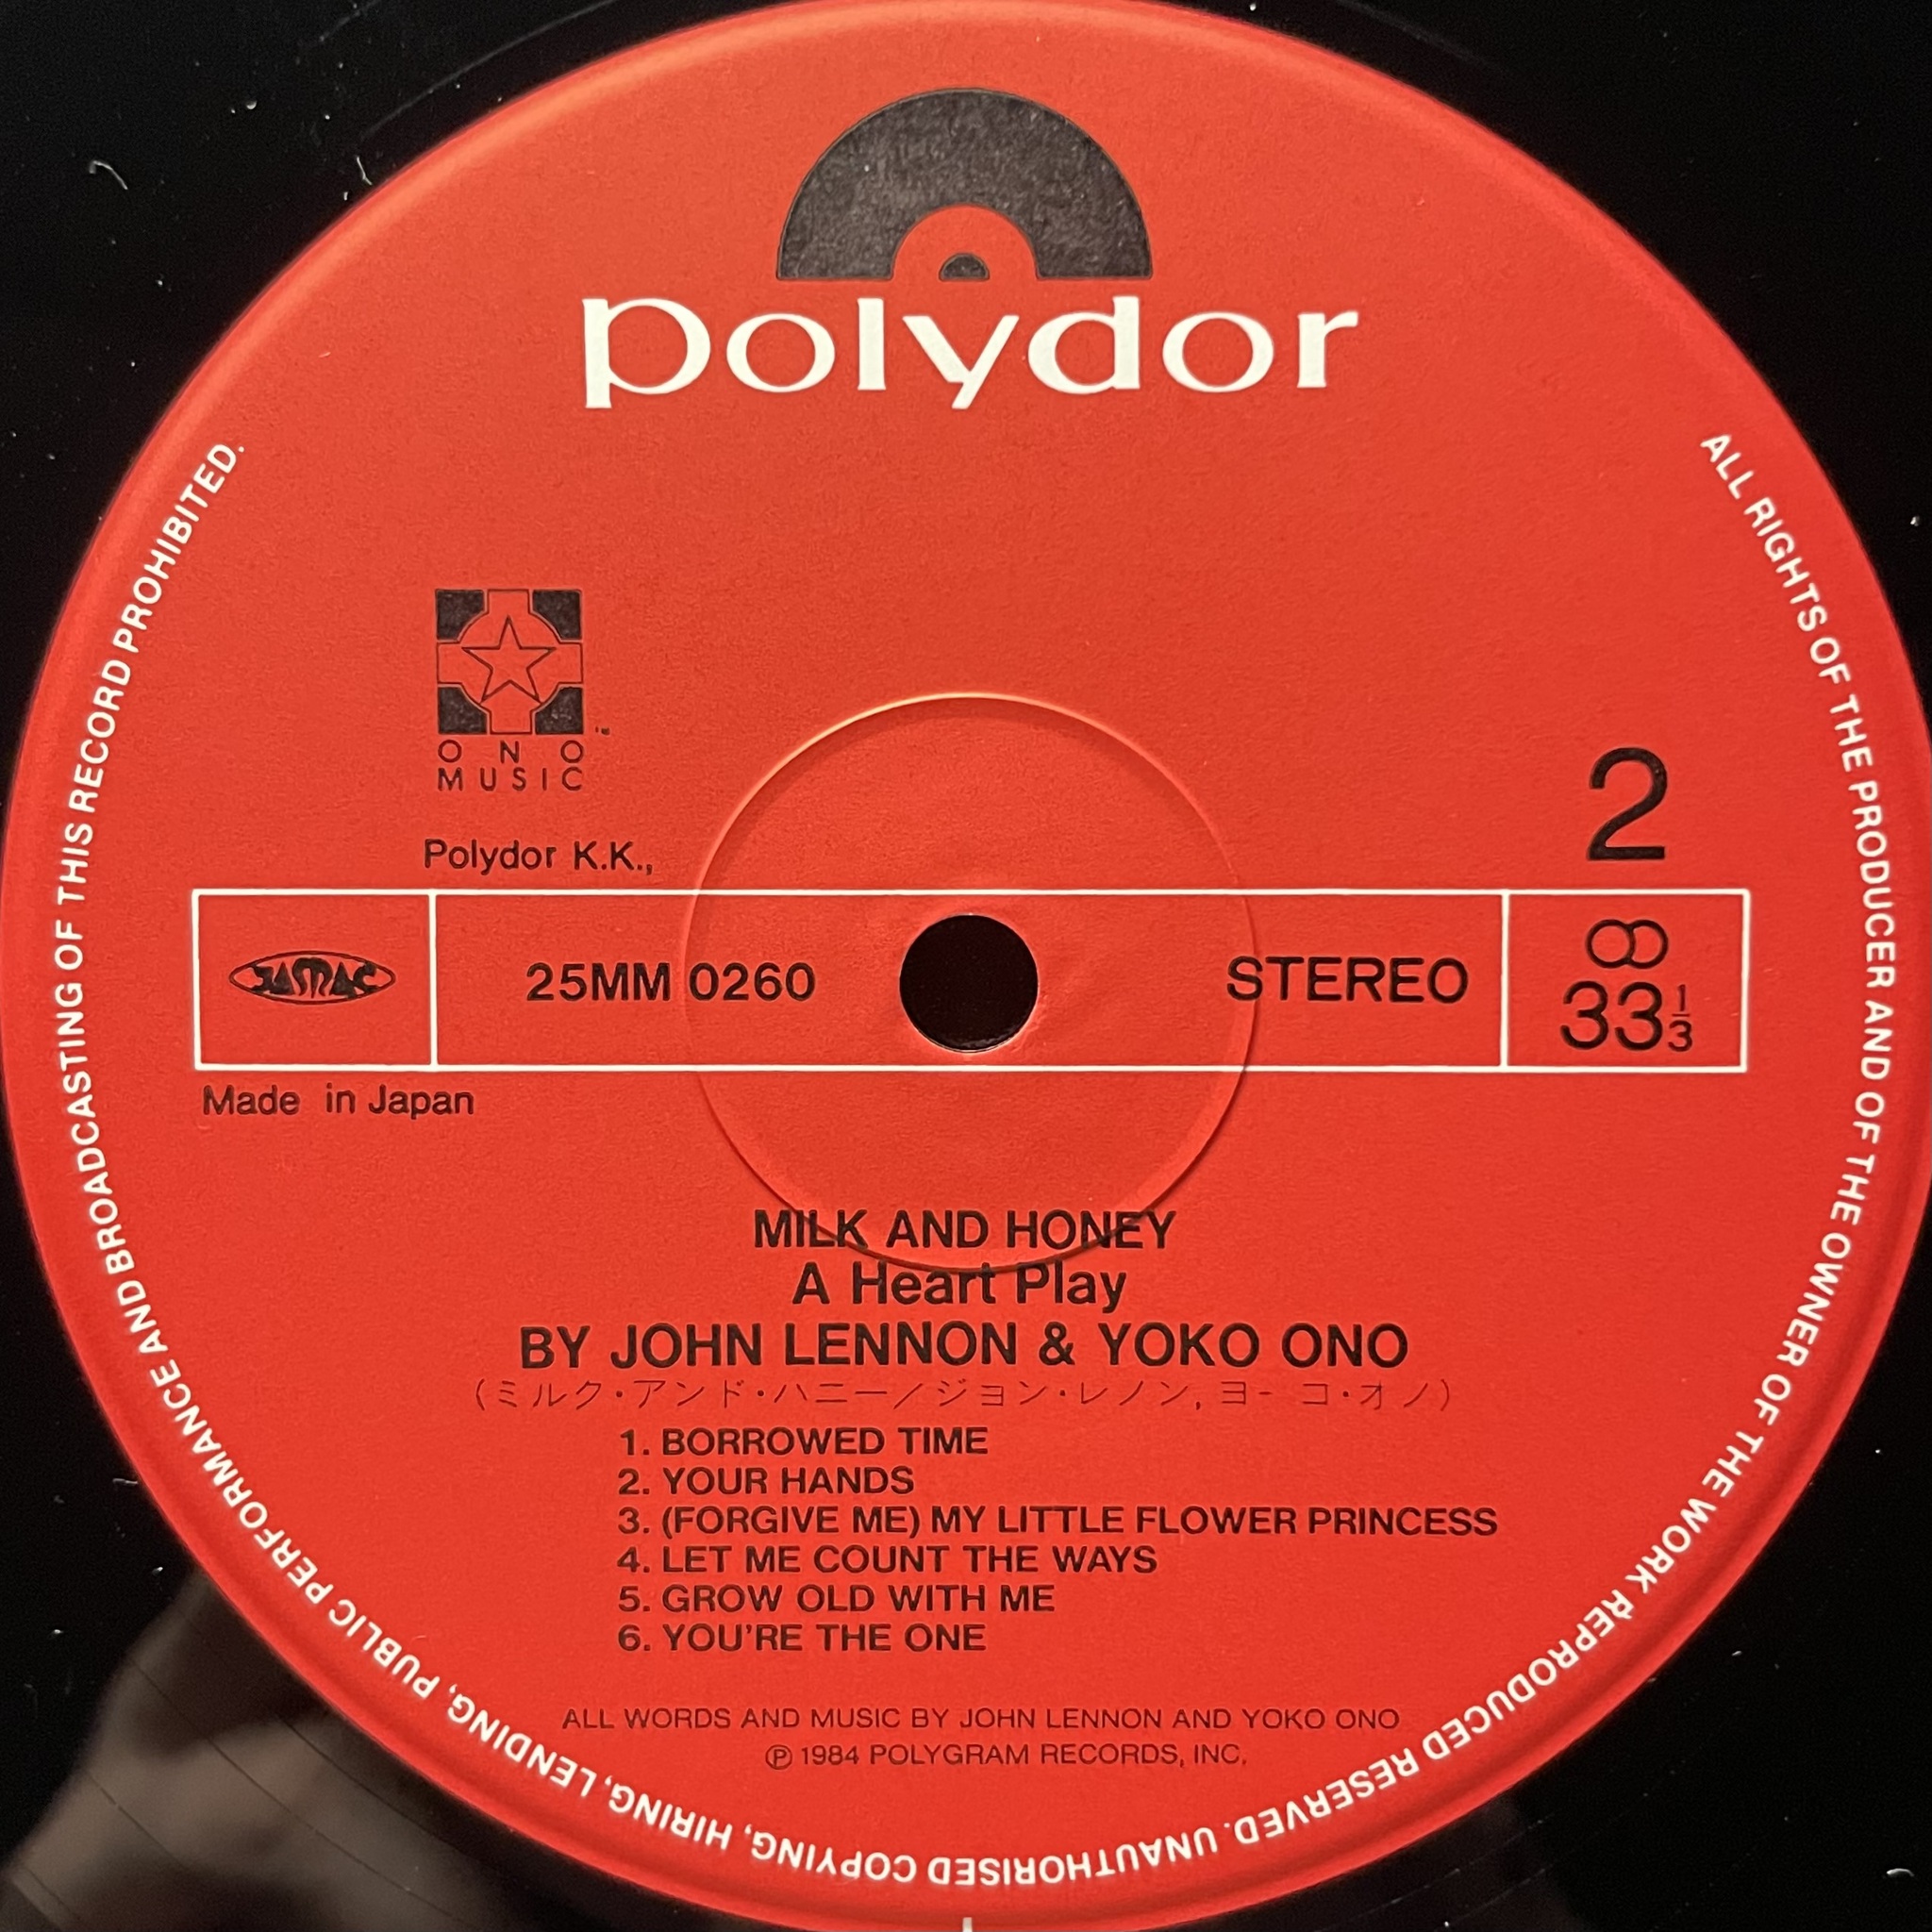 polydor
ONO
MUSIC
™
Polydor K.K.,
2
JASRAC
25MM 0260
STEREO
33 1/3
Made in Japan
MILK AND HONEY
A Heart Play
BY JOHN LENNON & YOKO ONO
(ミルク・アンド・ハニー／ジョン・レノン, ヨー コ・オノ)
1. BORROWED TIME
2. YOUR HANDS
3. (FORGIVE ME) MY LITTLE FLOWER PRINCESS
4. LET ME COUNT THE WAYS
5. GROW OLD WITH ME
6. YOU'RE THE ONE
ALL WORDS AND MUSIC BY JOHN LENNON AND YOKO ONO
Ⓟ 1984 POLYGRAM RECORDS, INC.
ALL RIGHTS OF THE PRODUCER AND OF THE OWNER OF THE WORK REPRODUCED RESERVED. UNAUTHORISED COPYING, HIRING, LENDING, PUBLIC PERFORMANCE AND BROADCASTING OF THIS RECORD PROHIBITED.